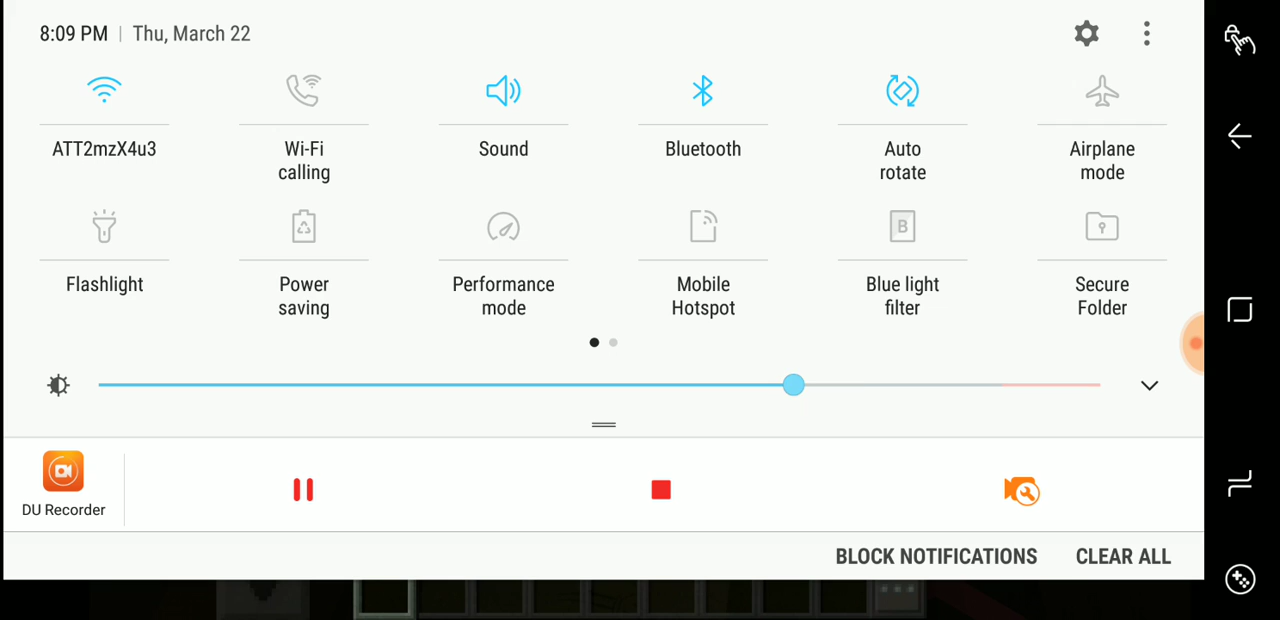 8:09 PM | Thu, March 22
ATT2mzX4u3
Wi-Fi
calling
Sound
Bluetooth
Auto
rotate
Airplane
mode
Flashlight
Power
saving
Performance
mode
Mobile
Hotspot
B
Blue light
filter
Secure
Folder
DU Recorder
BLOCK NOTIFICATIONS
CLEAR ALL